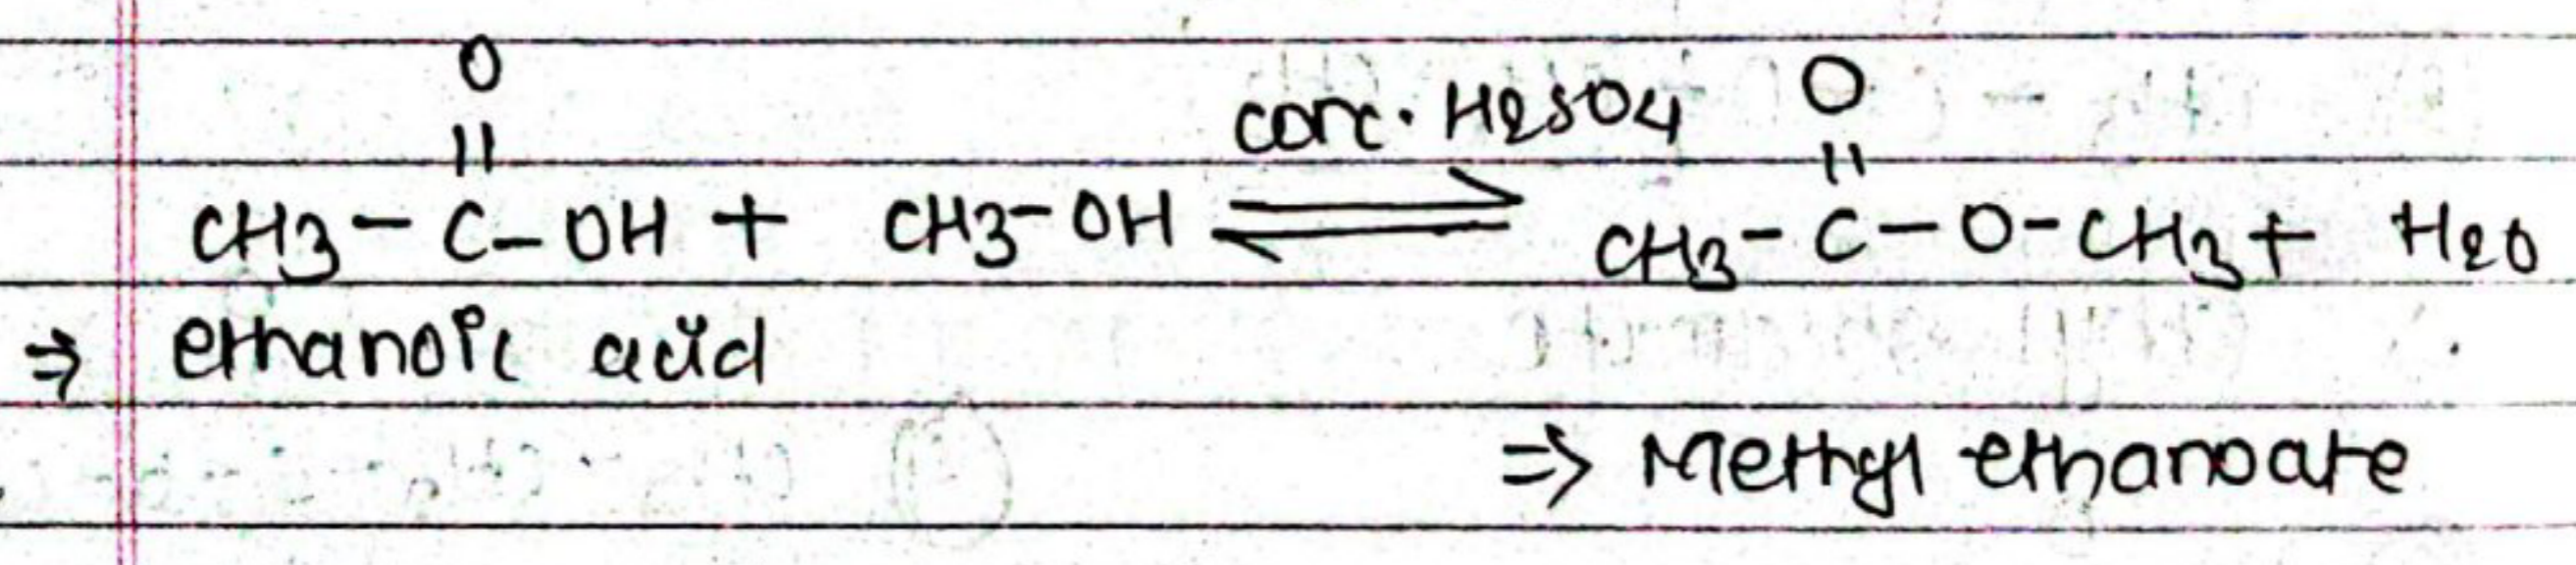 O O
|| conc. H2SO4 ||
CH3 - C - OH + CH3 - OH ⇌ CH3 - C - O - CH3 + H2O
⇒ ethanoic acid
⇒ Methyl ethanoate